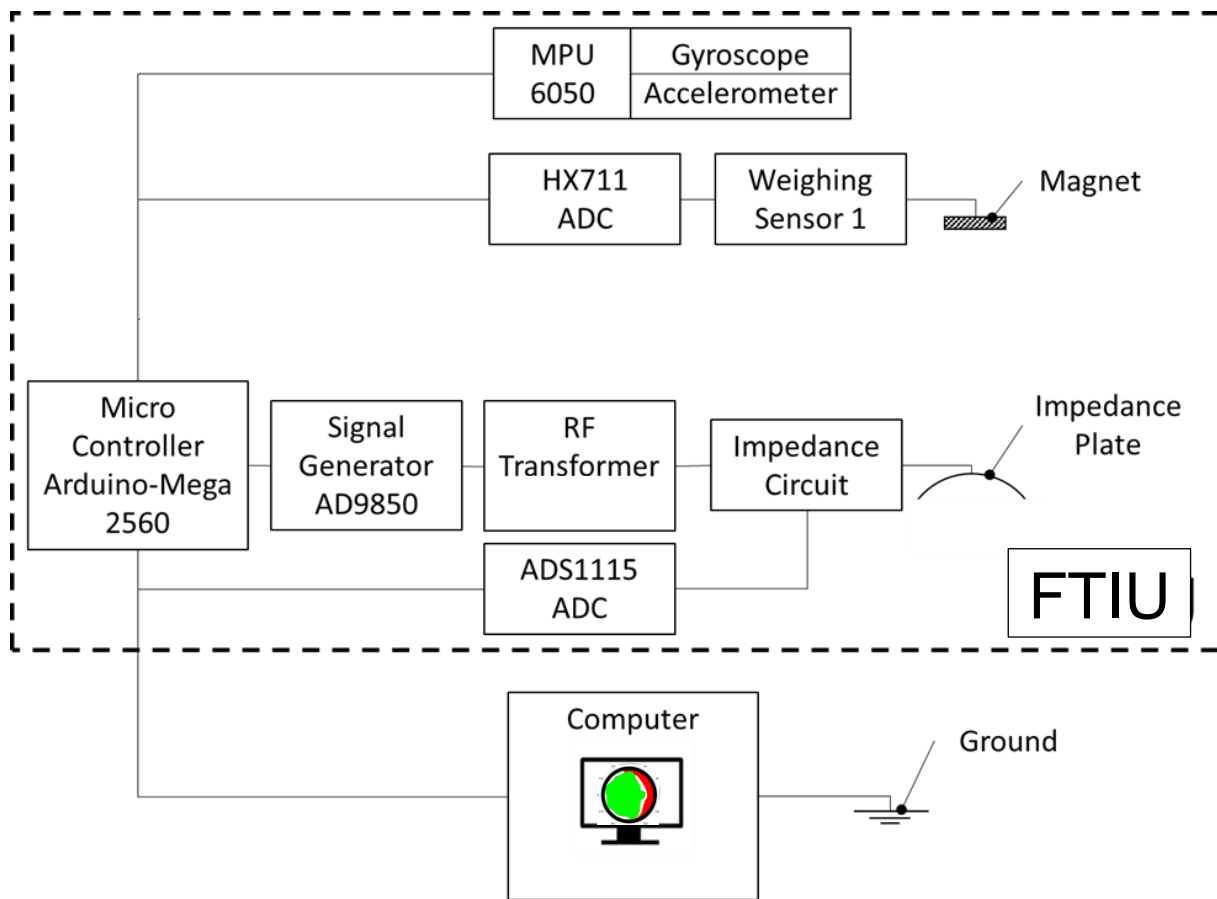 MPU
6050
Gyroscope
Accelerometer
HX711
ADC
Weighing
Sensor 1
Magnet
Micro
Controller
Arduino-Mega
2560
Signal
Generator
AD9850
RF
Transformer
Impedance
Circuit
Impedance
Plate
ADS1115
ADC
FTIU
Computer
Ground